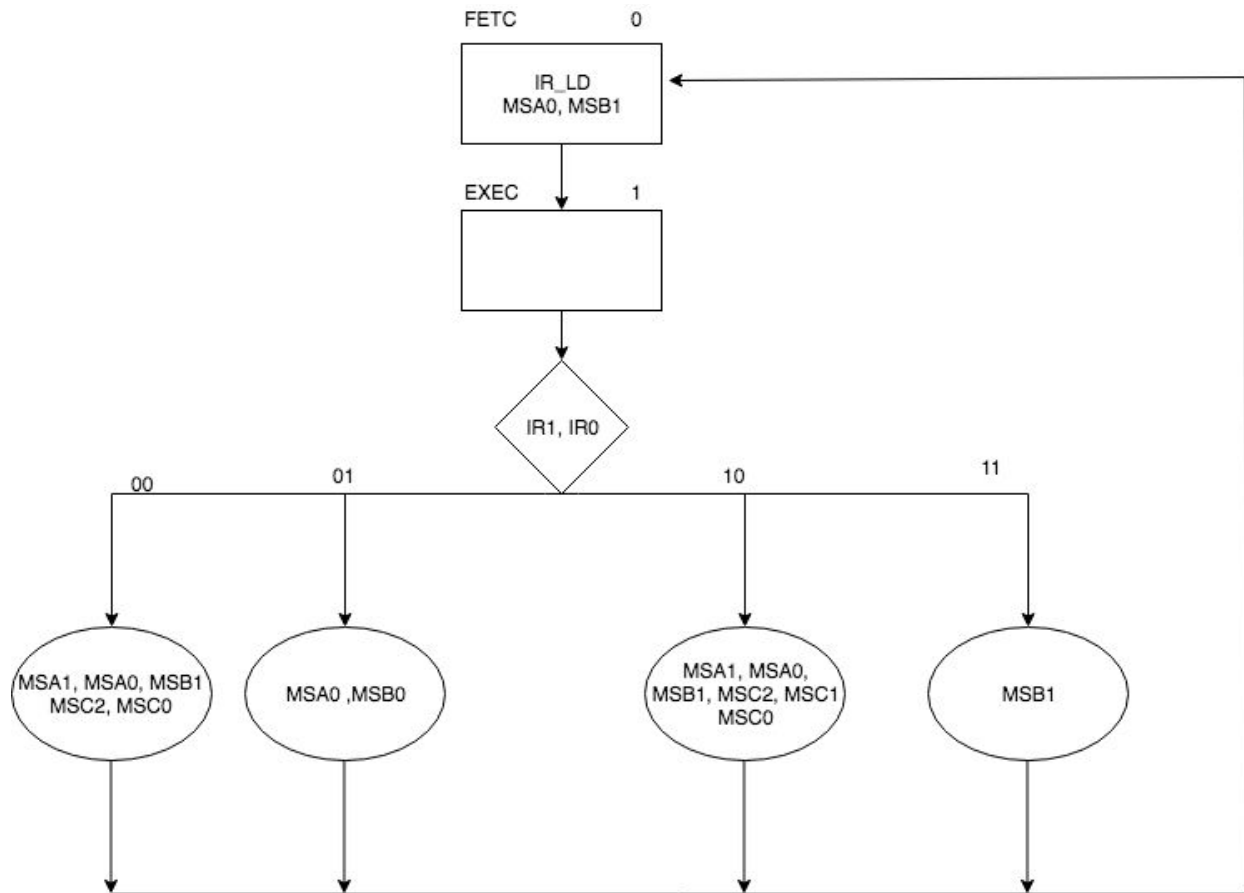 FETC 0
IR_LD
MSA0, MSB1
EXEC 1
IR1, IR0
00
01
10
11
MSA1, MSA0, MSB1
MSC2, MSC0
MSA0 ,MSB0
MSA1, MSA0,
MSB1, MSC2, MSC1
MSC0
MSB1